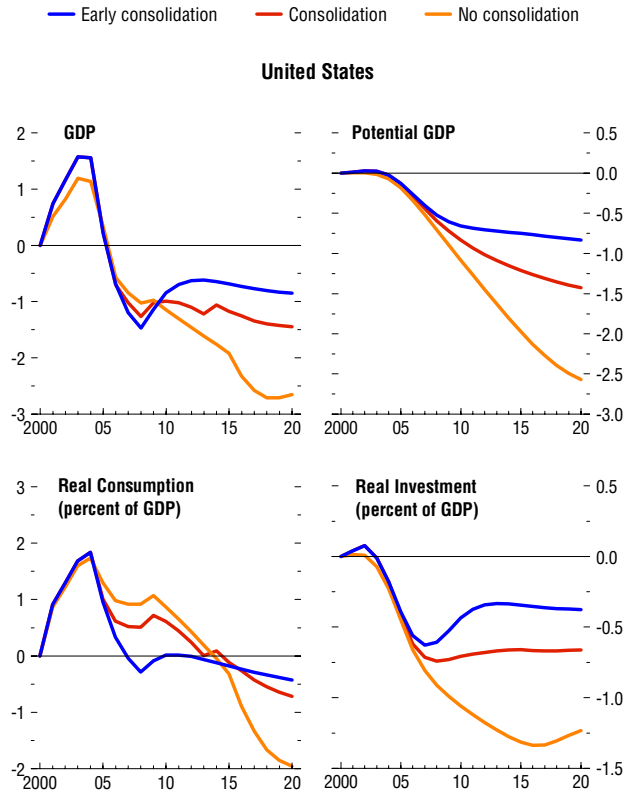 Early consolidation Consolidation No consolidation
United States
GDP
2
1
0
-1
-2
-3
2000 05 10 15 20
Potential GDP
0.5
0.0
-0.5
-1.0
-1.5
-2.0
-2.5
-3.0
2000 05 10 15 20
Real Consumption
(percent of GDP)
3
2
1
0
-1
-2
2000 05 10 15 20
Real Investment
(percent of GDP)
0.5
0.0
-0.5
-1.0
-1.5
2000 05 10 15 20